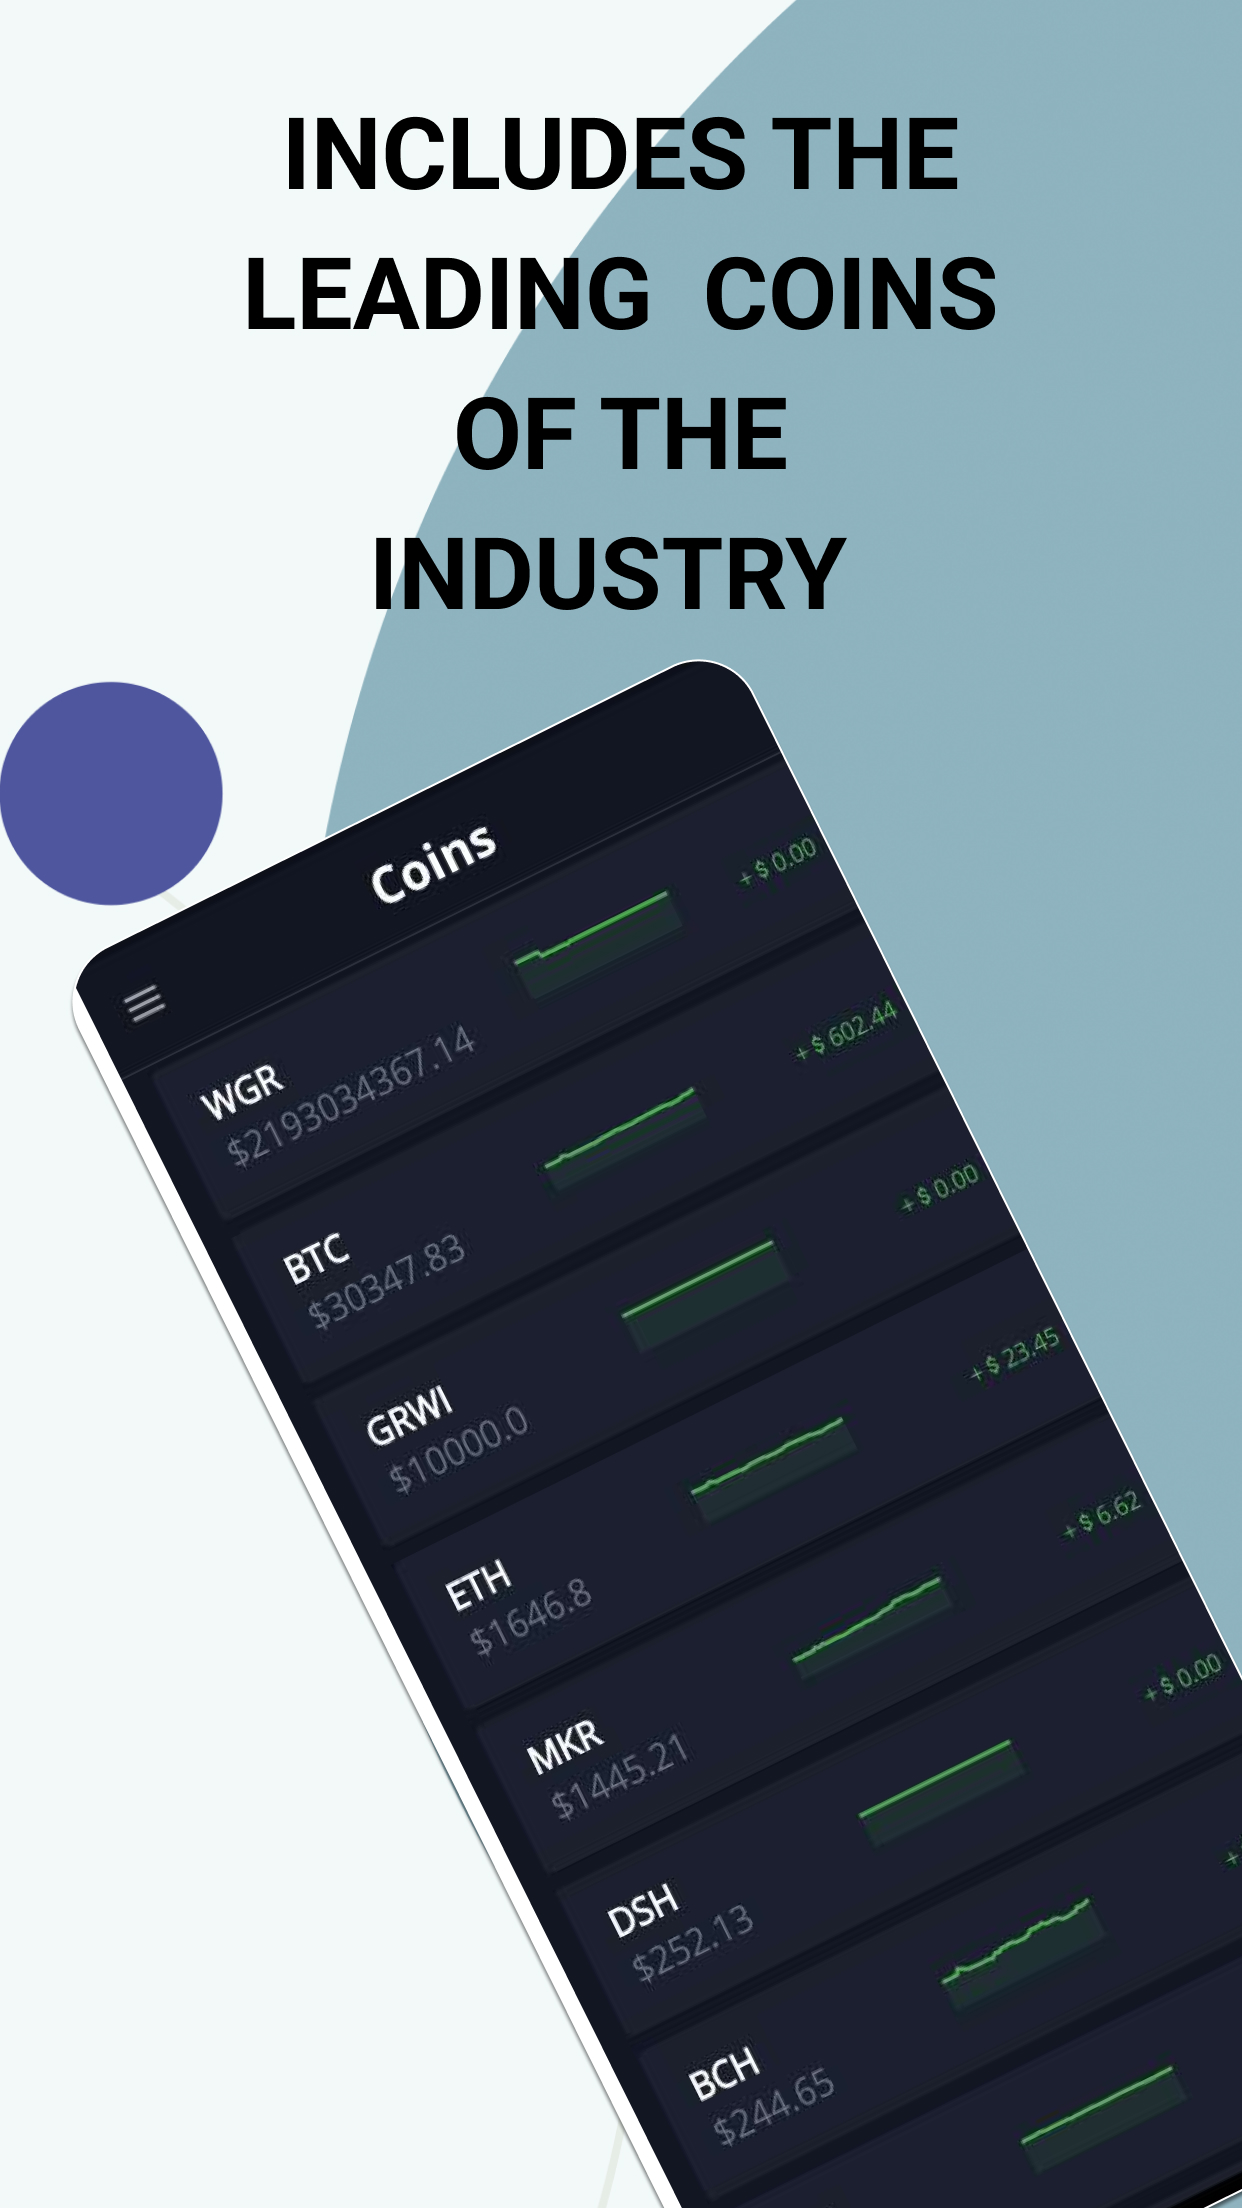 INCLUDES THE
LEADING COINS
OF THE
INDUSTRY
Coins
WGR
$2193034367.14
+ $ 0.00
BTC
$30347.83
+ $ 602.44
GRWI
$10000.0
+ $ 0.00
ETH
$1646.8
+ $ 23.45
MKR
$1445.21
+ $ 6.62
DSH
$252.13
+ $ 0.00
BCH
$244.65
+